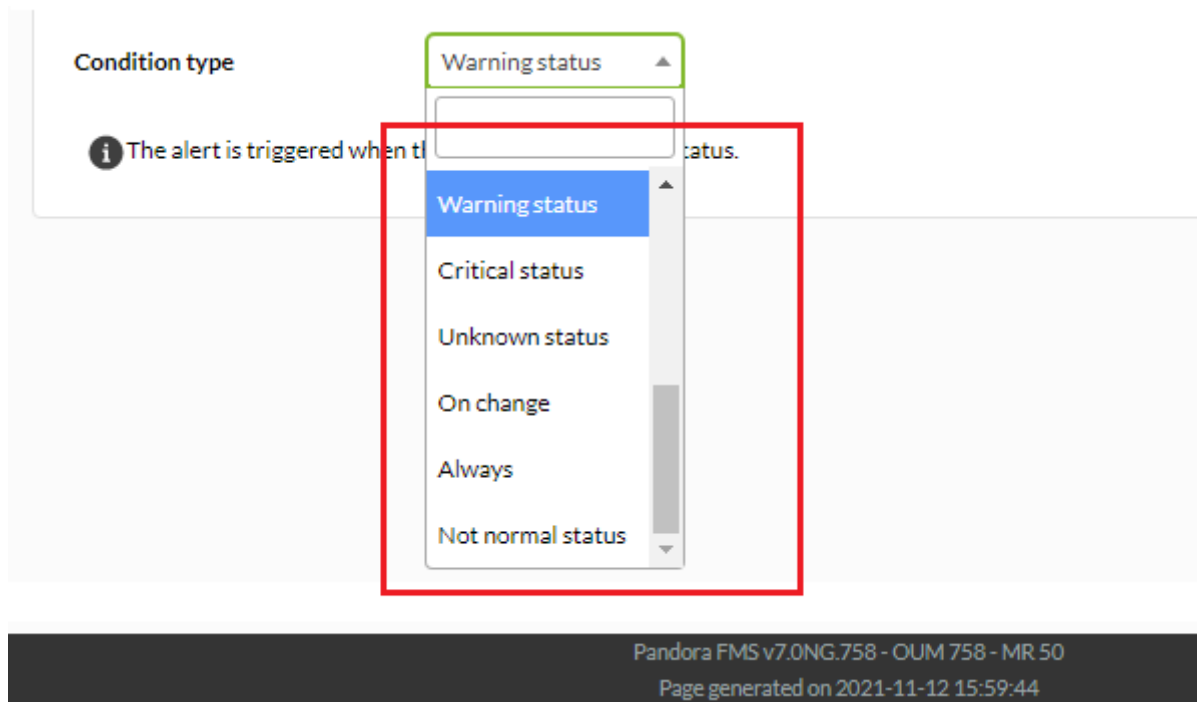 Condition type
Warning status
The alert is triggered when t atus.
Warning status
Critical status
Unknown status
On change
Always
Not normal status
Pandora FMS v7.0NG.758 - OUM 758 - MR 50
Page generated on 2021-11-12 15:59:44